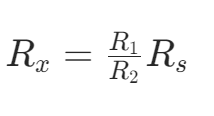 $R_x = \frac{R_1}{R_2} R_s$